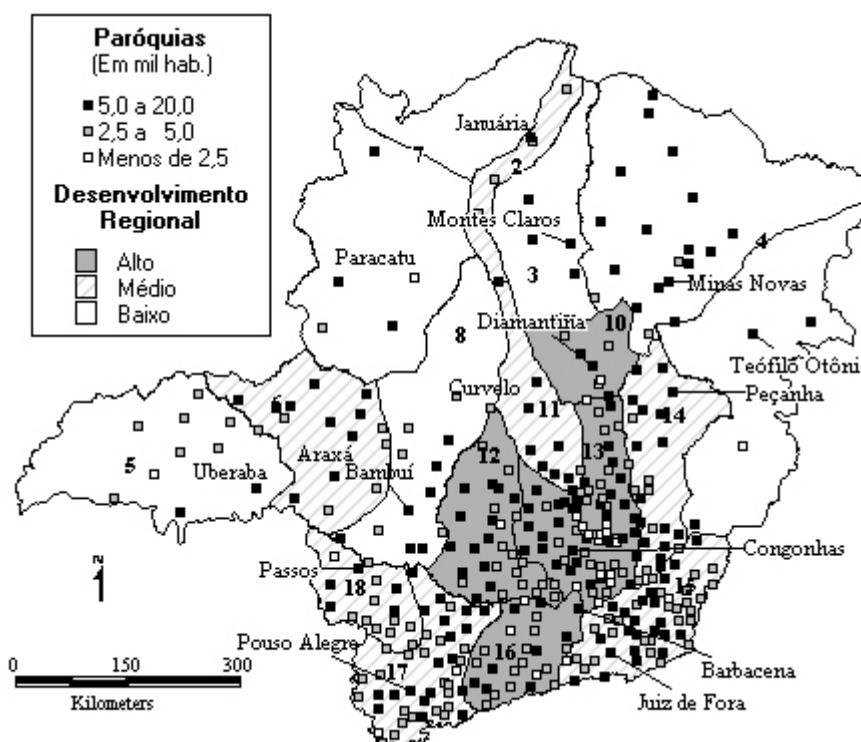 Paróquias
(Em mil hab.)
5,0 a 20,0
2,5 a 5,0
Menos de 2,5
Desenvolvimento
Regional
Alto
Médio
Baixo
Januária
7
2
Montes Claros
4
Paracatu
3
Minas Novas
Diamantina
10
8
Teófilo Otôni
Curvelo
Peçanha
6
11
14
Araxá
13
12
5
Uberaba
Bambuí
Congonhas
Passos
18
15
Pouso Alegre
16
17
Barbacena
Juiz de Fora
N
0 150 300
Kilometers